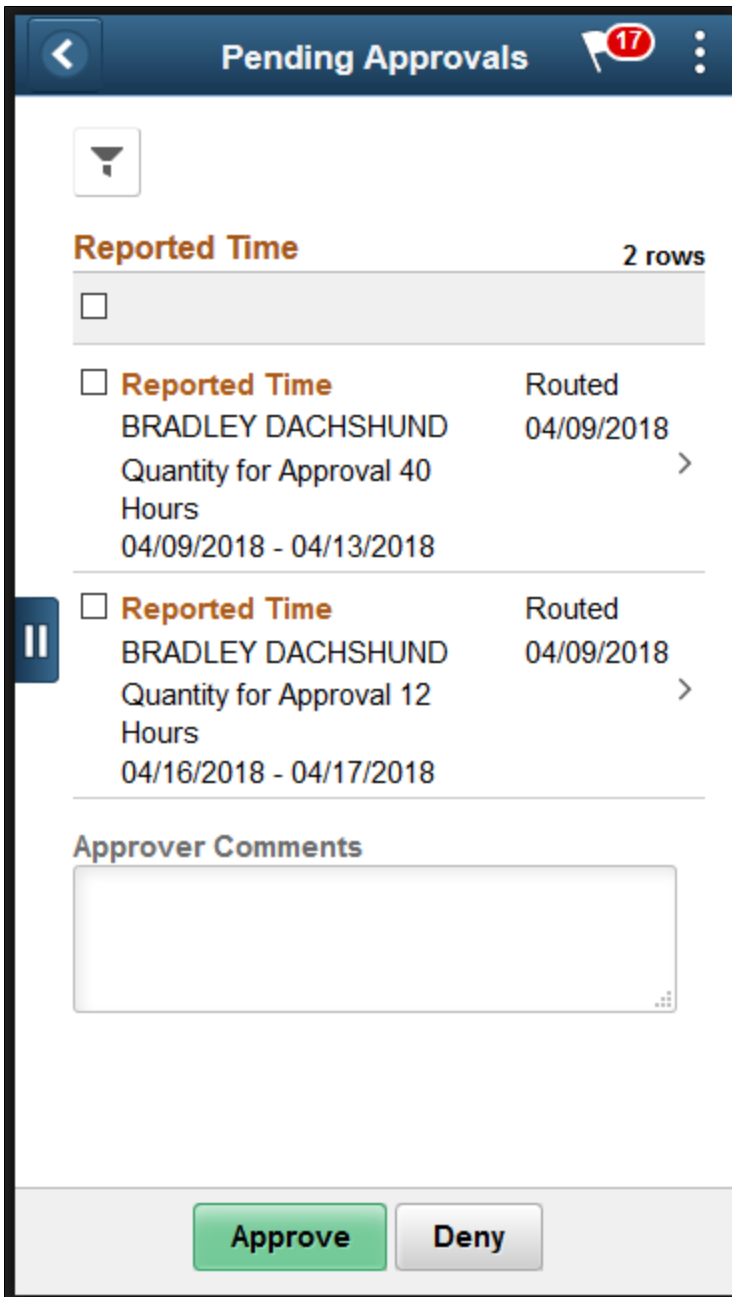 Pending Approvals 17
Reported Time 2 rows
Reported Time Routed
BRADLEY DACHSHUND 04/09/2018
Quantity for Approval 40
Hours
04/09/2018 - 04/13/2018
Reported Time Routed
BRADLEY DACHSHUND 04/09/2018
Quantity for Approval 12
Hours
04/16/2018 - 04/17/2018
Approver Comments
Approve Deny